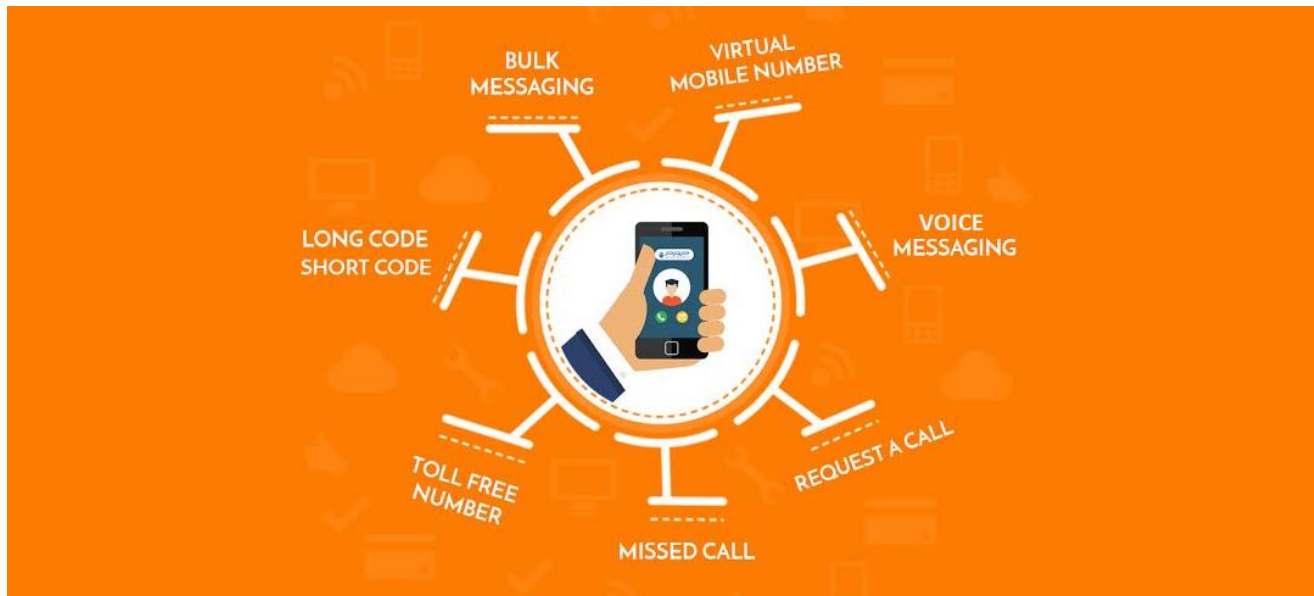 BULK
MESSAGING
VIRTUAL
MOBILE NUMBER
LONG CODE
SHORT CODE
VOICE
MESSAGING
TOLL FREE
NUMBER
REQUEST A CALL
MISSED CALL